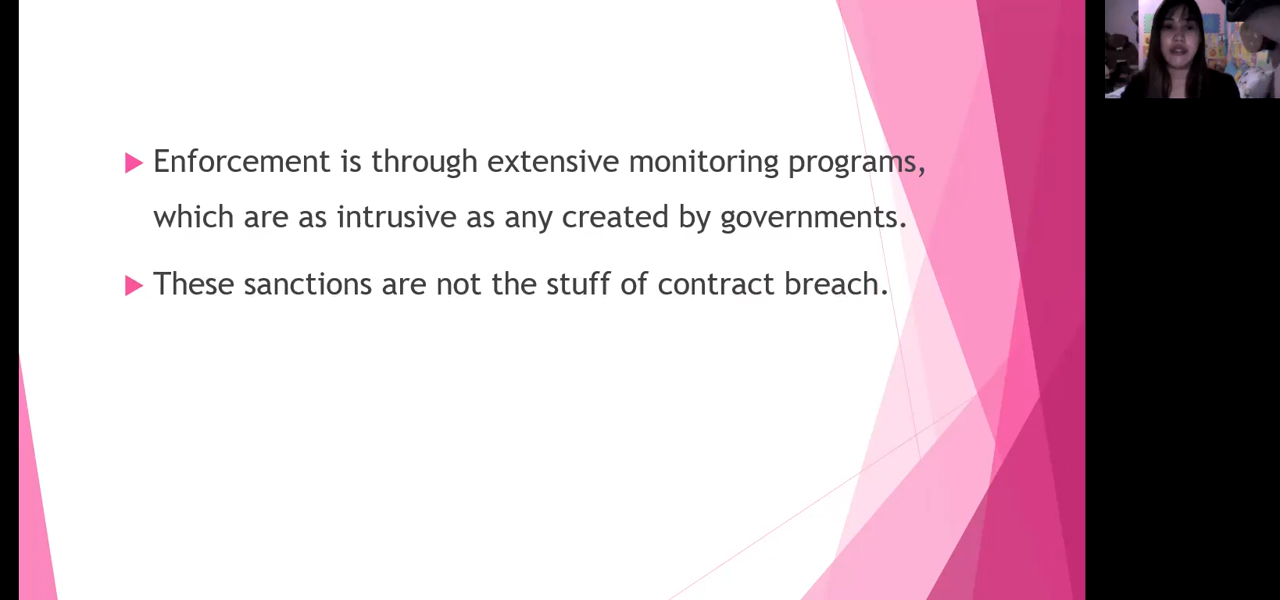 Enforcement is through extensive monitoring programs,
which are as intrusive as any created by governments.
These sanctions are not the stuff of contract breach.